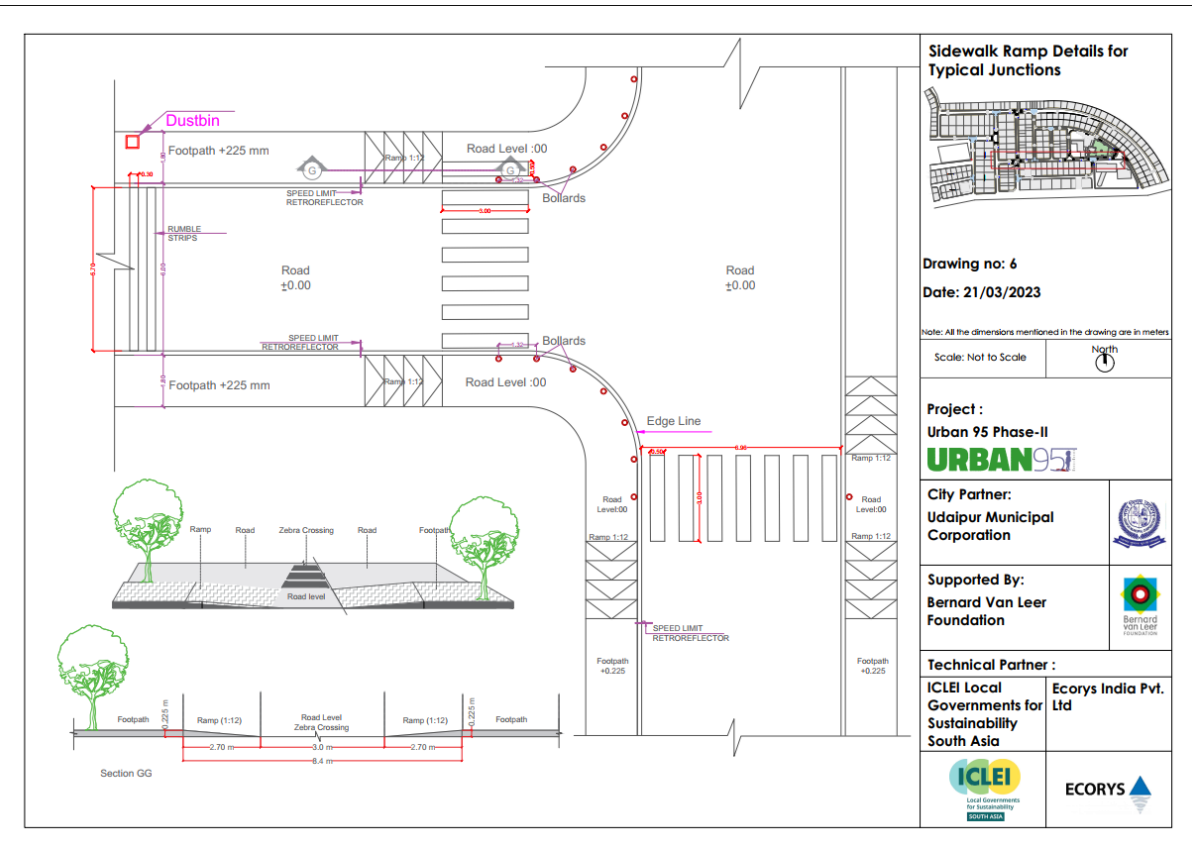 Dustbin
Footpath +225 mm
Ramp 1:12
Road Level :00
G
G
0.30
SPEED LIMIT
RETROREFLECTOR
Bollards
3.00
RUMBLE
STRIPS
5.70
6.00
Road
±0.00
Road
±0.00
SPEED LIMIT
RETROREFLECTOR
Bollards
Footpath +225 mm
Ramp 1:12
Road Level :00
Edge Line
0.50
3.00
Ramp 1:12
Road
Level:00
Road
Level:00
Ramp 1:12
Ramp 1:12
SPEED LIMIT
RETROREFLECTOR
Footpath
+0.225
Footpath
+0.225
Ramp
Road
Zebra Crossing
Road
Footpath
Road level
Footpath
0.225 m
Ramp (1:12)
Road Level
Zebra Crossing
Ramp (1:12)
0.225 m
Footpath
2.70 m
3.0 m
2.70 m
8.4 m
Section GG
Sidewalk Ramp Details for
Typical Junctions
Drawing no: 6
Date: 21/03/2023
Note: All the dimensions mentioned in the drawing are in meters
Scale: Not to Scale
North
Project :
Urban 95 Phase-II
URBAN95
City Partner:
Udaipur Municipal
Corporation
Supported By:
Bernard Van Leer
Foundation
Bernard
van Leer
FOUNDATION
Technical Partner :
ICLEI Local
Governments for
Sustainability
South Asia
Ecorys India Pvt.
Ltd
ICLEI
Local Governments
for Sustainability
SOUTH ASIA
ECORYS